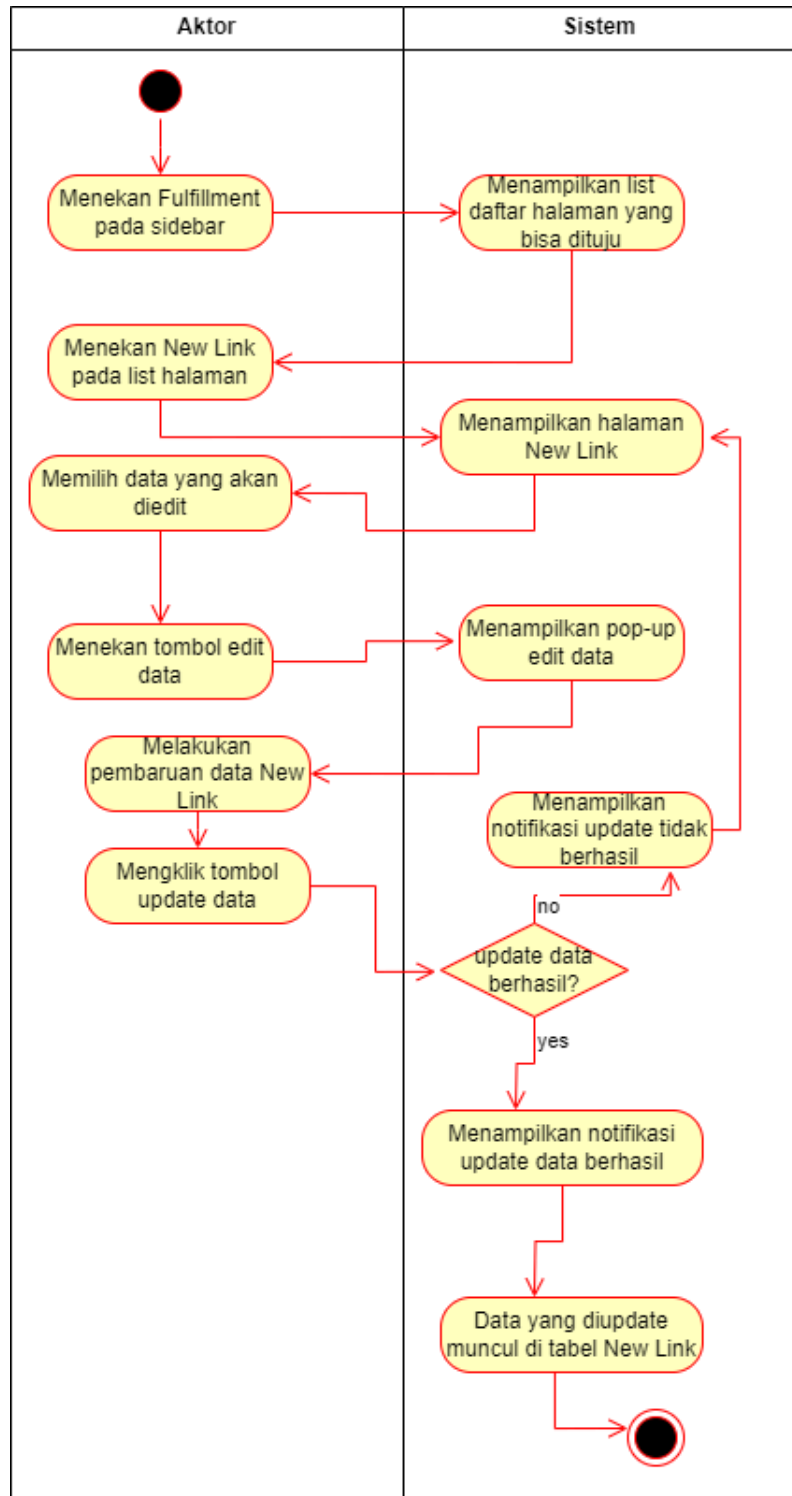 Aktor
Sistem
Menekan Fulfillment
pada sidebar
Menampilkan list
daftar halaman yang
bisa dituju
Menekan New Link
pada list halaman
Menampilkan halaman
New Link
Memilih data yang akan
diedit
Menekan tombol edit
data
Menampilkan pop-up
edit data
Melakukan
pembaruan data New
Link
Menampilkan
notifikasi update tidak
berhasil
Mengklik tombol
update data
no
update data
berhasil?
yes
Menampilkan notifikasi
update data berhasil
Data yang diupdate
muncul di tabel New Link